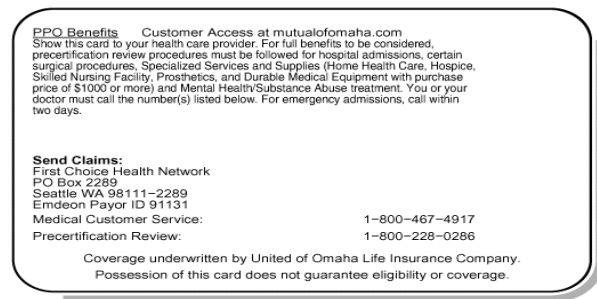 PPO Benefits Customer Access at mutualofomaha.com
Show this card to your health care provider. For full benefits to be considered,
precertification review procedures must be followed for hospital admissions, certain
surgical procedures, Specialized Services and Supplies (Home Health Care, Hospice,
Skilled Nursing Facility, Prosthetics, and Durable Medical Equipment with purchase
price of $1000 or more) and Mental Health/Substance Abuse treatment. You or your
doctor must call the number(s) listed below. For emergency admissions, call within
two days.
Send Claims:
First Choice Health Network
PO Box 2289
Seattle WA 98111-2289
Emdeon Payor ID 91131
Medical Customer Service: 1-800-467-4917
Precertification Review: 1-800-228-0286
Coverage underwritten by United of Omaha Life Insurance Company.
Possession of this card does not guarantee eligibility or coverage.